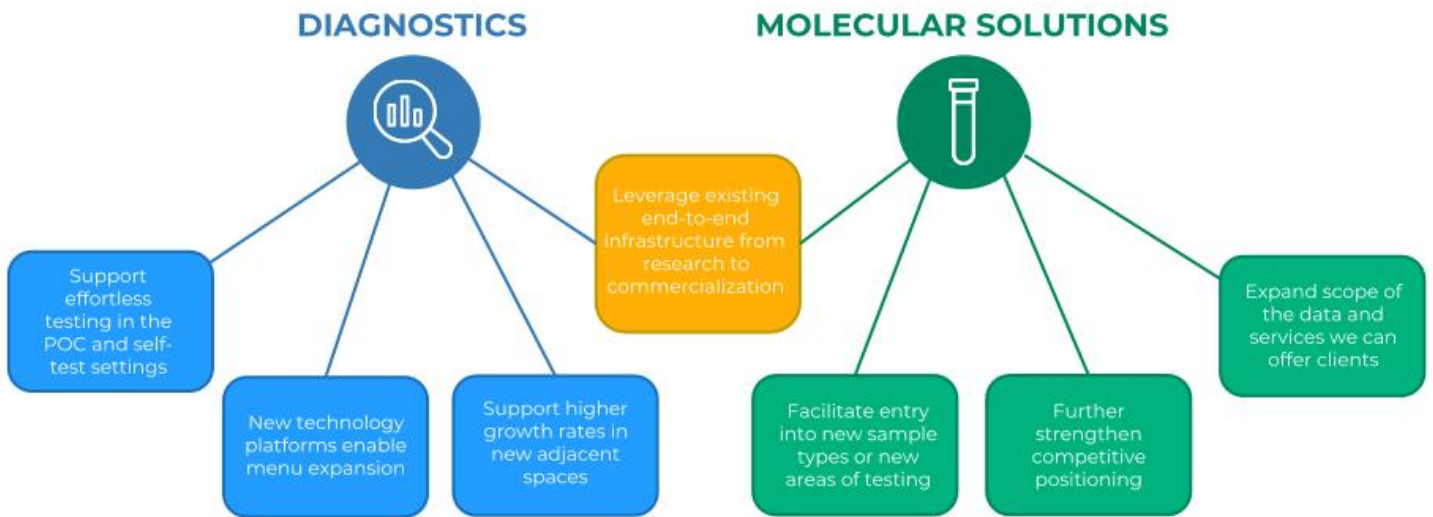 DIAGNOSTICS
MOLECULAR SOLUTIONS
Leverage existing
end-to-end
infrastructure from
research to
commercialization
Support
effortless
testing in the
POC and self-
test settings
New technology
platforms enable
menu expansion
Support higher
growth rates in
new adjacent
spaces
Facilitate entry
into new sample
types or new
areas of testing
Further
strengthen
competitive
positioning
Expand scope of
the data and
services we can
offer clients